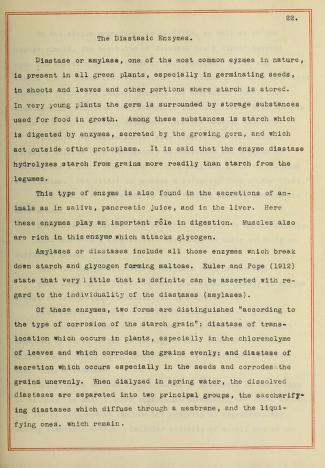 22.
The Diastasic Enzymes.
Diastase or amylase, one of the most common eyzmes in nature,
is present in all green plants, especially in germinating seeds,
in shoots and leaves and other portions where starch is stored.
In very young plants the germ is surrounded by storage substances
used for food in growth. Among these substances is starch which
is digested by enzymes, secreted by the growing germ, and which
act outside ofthe protoplasm. It is said that the enzyme diastase
hydrolyzes starch from grains more readily than starch from the
legumes.
This type of enzyme is also found in the secretions of an-
imals as in saliva, pancreatic juice, and in the liver. Here
these enzymes play an important rôle in digestion. Muscles also
are rich in this enzyme which attacks glycogen.
Amylases or diastases include all those enzymes which break
down starch and glycogen forming maltose. Euler and Pope (1912)
state that very little that is definite can be asserted with re-
gard to the individuality of the diastases (amylases).
Of these enzymes, two forms are distinguished "according to
the type of corrosion of the starch grain": diastase of trans-
location which occurs in plants, especially in the chlorenclyme
of leaves and which corrodes the grains evenly; and diastase of
secretion which occurs especially in the seeds and corrodes the
grains unevenly. When dialyzed in spring water, the dissolved
diastases are separated into two principal groups, the saccharify-
ing diastases which diffuse through a membrane, and the liqui-
fying ones. which remain.